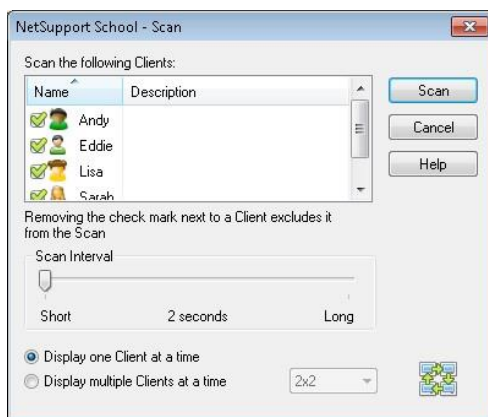 NetSupport School - Scan
Scan the following Clients:
Name Description
Andy
Eddie
Lisa
Sarah
Scan
Cancel
Help
Removing the check mark next to a Client excludes it
from the Scan
Scan Interval
Short 2 seconds Long
Display one Client at a time
Display multiple Clients at a time 2x2